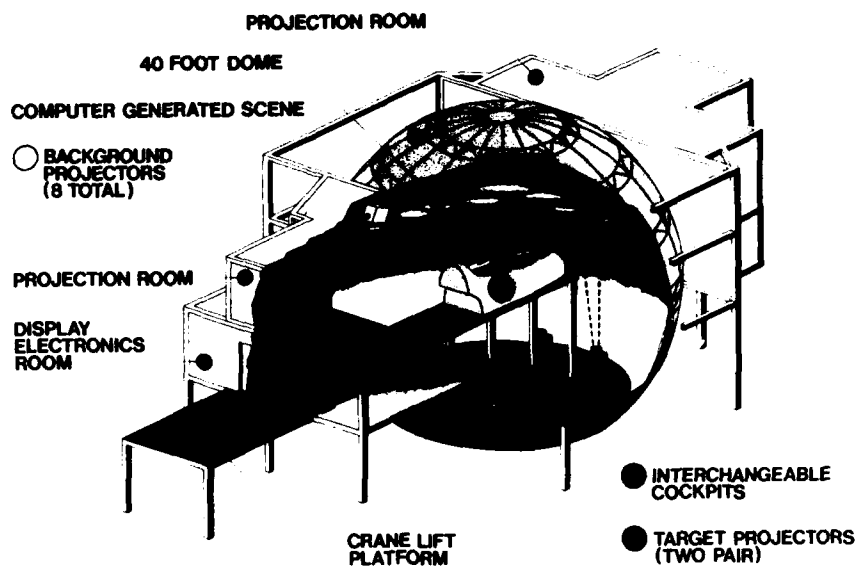 PROJECTION ROOM
40 FOOT DOME
COMPUTER GENERATED SCENE
BACKGROUND
PROJECTORS
(8 TOTAL)
PROJECTION ROOM
DISPLAY
ELECTRONICS
ROOM
INTERCHANGEABLE
COCKPITS
CRANE LIFT
PLATFORM
TARGET PROJECTORS
(TWO PAIR)